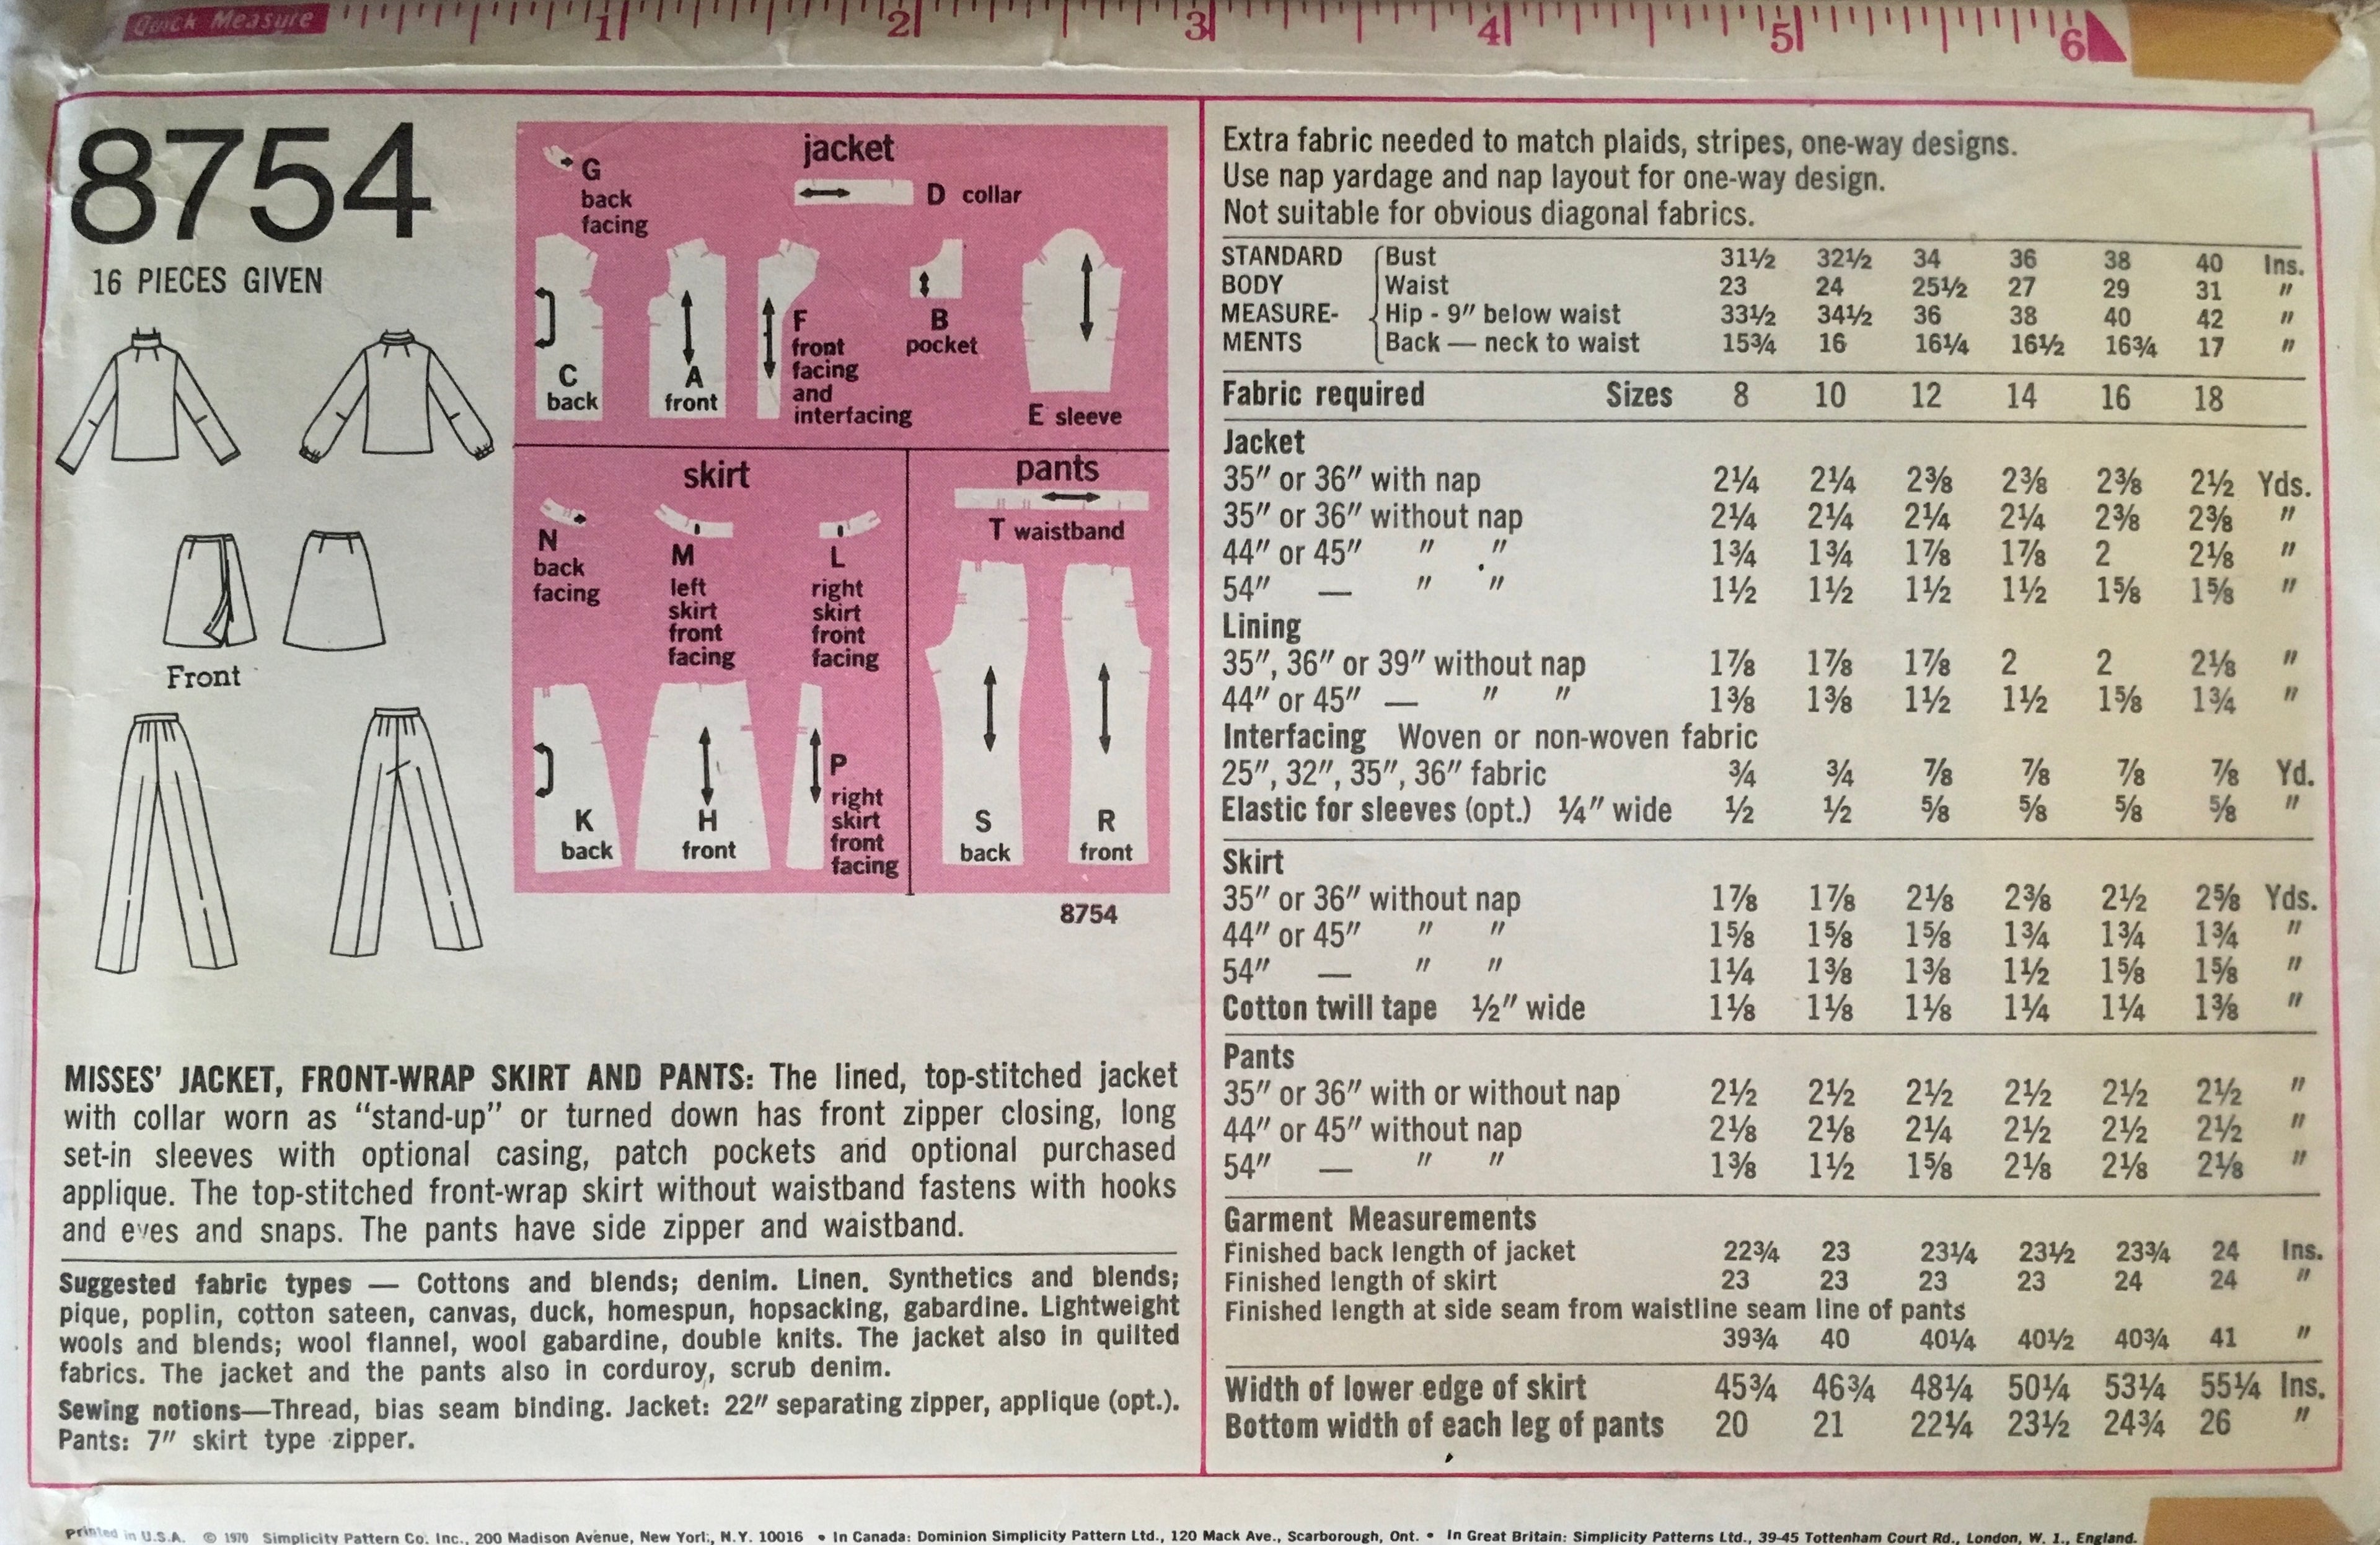 Quick Measure 1 2 3 4 5 6
8754
16 PIECES GIVEN
Front
jacket
G
back
facing
D collar
C
back
A
front
F
front
facing
and
interfacing
B
pocket
E sleeve
skirt
N
back
facing
M
left
skirt
front
facing
L
right
skirt
front
facing
K
back
H
front
P
right
skirt
front
facing
pants
T waistband
S
back
R
front
8754
MISSES' JACKET, FRONT-WRAP SKIRT AND PANTS: The lined, top-stitched jacket
with collar worn as “stand-up” or turned down has front zipper closing, long
set-in sleeves with optional casing, patch pockets and optional purchased
applique. The top-stitched front-wrap skirt without waistband fastens with hooks
and eyes and snaps. The pants have side zipper and waistband.
Suggested fabric types — Cottons and blends; denim. Linen. Synthetics and blends;
pique, poplin, cotton sateen, canvas, duck, homespun, hopsacking, gabardine. Lightweight
wools and blends; wool flannel, wool gabardine, double knits. The jacket also in quilted
fabrics. The jacket and the pants also in corduroy, scrub denim.
Sewing notions—Thread, bias seam binding. Jacket: 22″ separating zipper, applique (opt.).
Pants: 7″ skirt type zipper.
Extra fabric needed to match plaids, stripes, one-way designs.
Use nap yardage and nap layout for one-way design.
Not suitable for obvious diagonal fabrics.
STANDARD Bust 31½ 32½ 34 36 38 40 Ins.
BODY Waist 23 24 25½ 27 29 31 ″
MEASURE- Hip - 9″ below waist 33½ 34½ 36 38 40 42 ″
MENTS Back — neck to waist 15¾ 16 16¼ 16½ 16¾ 17 ″
Fabric required Sizes 8 10 12 14 16 18
Jacket
35″ or 36″ with nap 2¼ 2¼ 2⅜ 2⅜ 2⅜ 2½ Yds.
35″ or 36″ without nap 2¼ 2¼ 2¼ 2¼ 2⅜ 2⅜ ″
44″ or 45″ ″ ″ 1¾ 1¾ 1⅞ 1⅞ 2 2⅛ ″
54″ — ″ ″ 1½ 1½ 1½ 1½ 1⅝ 1⅝ ″
Lining
35″, 36″ or 39″ without nap 1⅞ 1⅞ 1⅞ 2 2 2⅛ ″
44″ or 45″ — ″ ″ 1⅜ 1⅜ 1½ 1½ 1⅝ 1¾ ″
Interfacing Woven or non-woven fabric
25″, 32″, 35″, 36″ fabric ¾ ¾ ⅞ ⅞ ⅞ ⅞ Yd.
Elastic for sleeves (opt.) ¼″ wide ½ ½ ⅝ ⅝ ⅝ ⅝ ″
Skirt
35″ or 36″ without nap 1⅞ 1⅞ 2⅛ 2⅜ 2½ 2⅝ Yds.
44″ or 45″ ″ ″ 1⅝ 1⅝ 1⅝ 1¾ 1¾ 1¾ ″
54″ — ″ ″ 1¼ 1⅜ 1⅜ 1½ 1⅝ 1⅝ ″
Cotton twill tape ½″ wide 1⅛ 1⅛ 1⅛ 1¼ 1¼ 1⅜ ″
Pants
35″ or 36″ with or without nap 2½ 2½ 2½ 2½ 2½ 2½ ″
44″ or 45″ without nap 2⅛ 2⅛ 2¼ 2½ 2½ 2½ ″
54″ — ″ ″ 1⅜ 1½ 1⅝ 2⅛ 2⅛ 2⅛ ″
Garment Measurements
Finished back length of jacket 22¾ 23 23¼ 23½ 23¾ 24 Ins.
Finished length of skirt 23 23 23 23 24 24 ″
Finished length at side seam from waistline seam line of pants
39¾ 40 40¼ 40½ 40¾ 41 ″
Width of lower edge of skirt 45¾ 46¾ 48¼ 50¼ 53¼ 55¼ Ins.
Bottom width of each leg of pants 20 21 22¼ 23½ 24¾ 26 ″
Printed in U.S.A. © 1970 Simplicity Pattern Co. Inc., 200 Madison Avenue, New York, N.Y. 10016 • In Canada: Dominion Simplicity Pattern Ltd., 120 Mack Ave., Scarborough, Ont. • In Great Britain: Simplicity Patterns Ltd., 39-45 Tottenham Court Rd., London, W. 1., England.